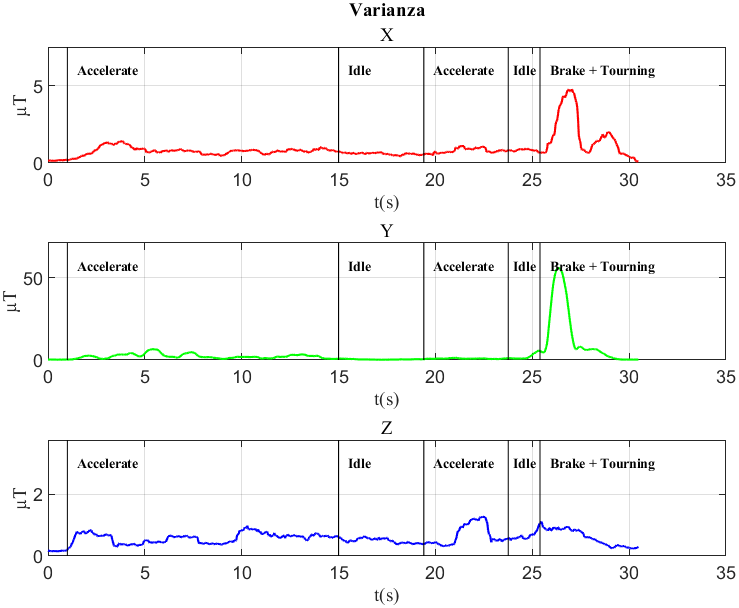 Varianza
X
Accelerate Idle Accelerate Idle Brake + Tourning
5
0
μT
0 5 10 15 20 25 30 35
t(s)
Y
Accelerate Idle Accelerate Idle Brake + Tourning
50
0
μT
0 5 10 15 20 25 30 35
t(s)
Z
Accelerate Idle Accelerate Idle Brake + Tourning
2
0
μT
0 5 10 15 20 25 30 35
t(s)